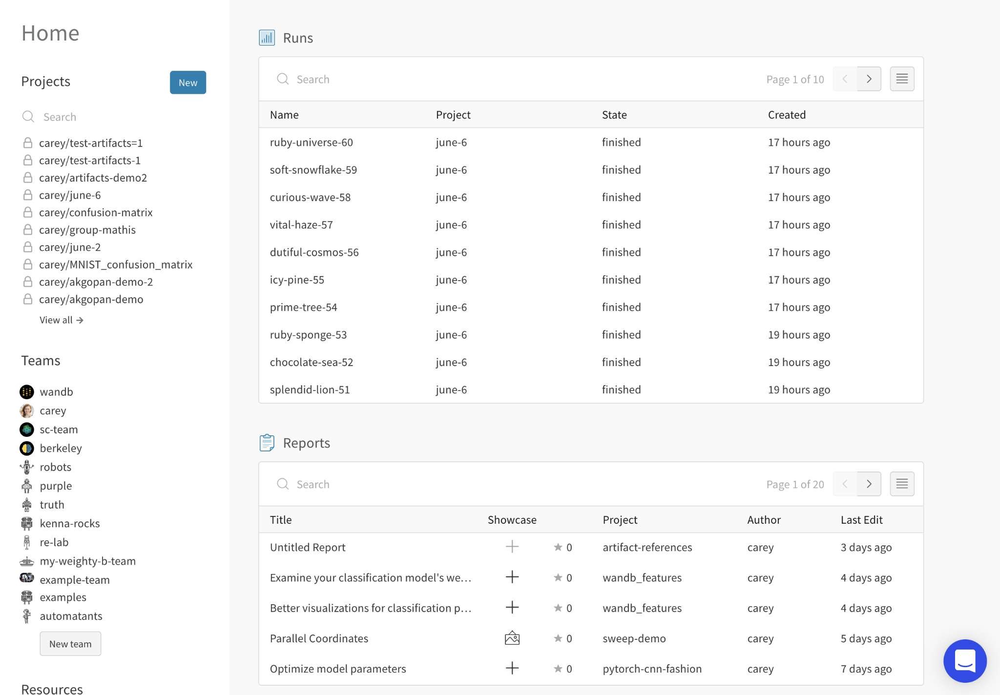 Home
Projects
New
Search
carey/test-artifacts=1
carey/test-artifacts-1
carey/artifacts-demo2
carey/june-6
carey/confusion-matrix
carey/group-mathis
carey/june-2
carey/MNIST_confusion_matrix
carey/akgopan-demo-2
carey/akgopan-demo
View all →
Teams
wandb
carey
sc-team
berkeley
robots
purple
truth
kenna-rocks
re-lab
my-weighty-b-team
example-team
examples
automatants
New team
Resources
Runs
Search Page 1 of 10
Name Project State Created
ruby-universe-60 june-6 finished 17 hours ago
soft-snowflake-59 june-6 finished 17 hours ago
curious-wave-58 june-6 finished 17 hours ago
vital-haze-57 june-6 finished 17 hours ago
dutiful-cosmos-56 june-6 finished 17 hours ago
icy-pine-55 june-6 finished 17 hours ago
prime-tree-54 june-6 finished 17 hours ago
ruby-sponge-53 june-6 finished 19 hours ago
chocolate-sea-52 june-6 finished 19 hours ago
splendid-lion-51 june-6 finished 19 hours ago
Reports
Search Page 1 of 20
Title Showcase Project Author Last Edit
Untitled Report 0 artifact-references carey 3 days ago
Examine your classification model's we... 0 wandb_features carey 4 days ago
Better visualizations for classification p... 0 wandb_features carey 4 days ago
Parallel Coordinates 0 sweep-demo carey 5 days ago
Optimize model parameters 0 pytorch-cnn-fashion carey 7 days ago